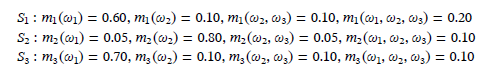 S₁ : m₁(ω₁) = 0.60, m₁(ω₂) = 0.10, m₁(ω₂, ω₃) = 0.10, m₁(ω₁, ω₂, ω₃) = 0.20
S₂ : m₂(ω₁) = 0.05, m₂(ω₂) = 0.80, m₂(ω₂, ω₃) = 0.05, m₂(ω₁, ω₂, ω₃) = 0.10
S₃ : m₃(ω₁) = 0.70, m₃(ω₂) = 0.10, m₃(ω₂, ω₃) = 0.10, m₃(ω₁, ω₂, ω₃) = 0.10